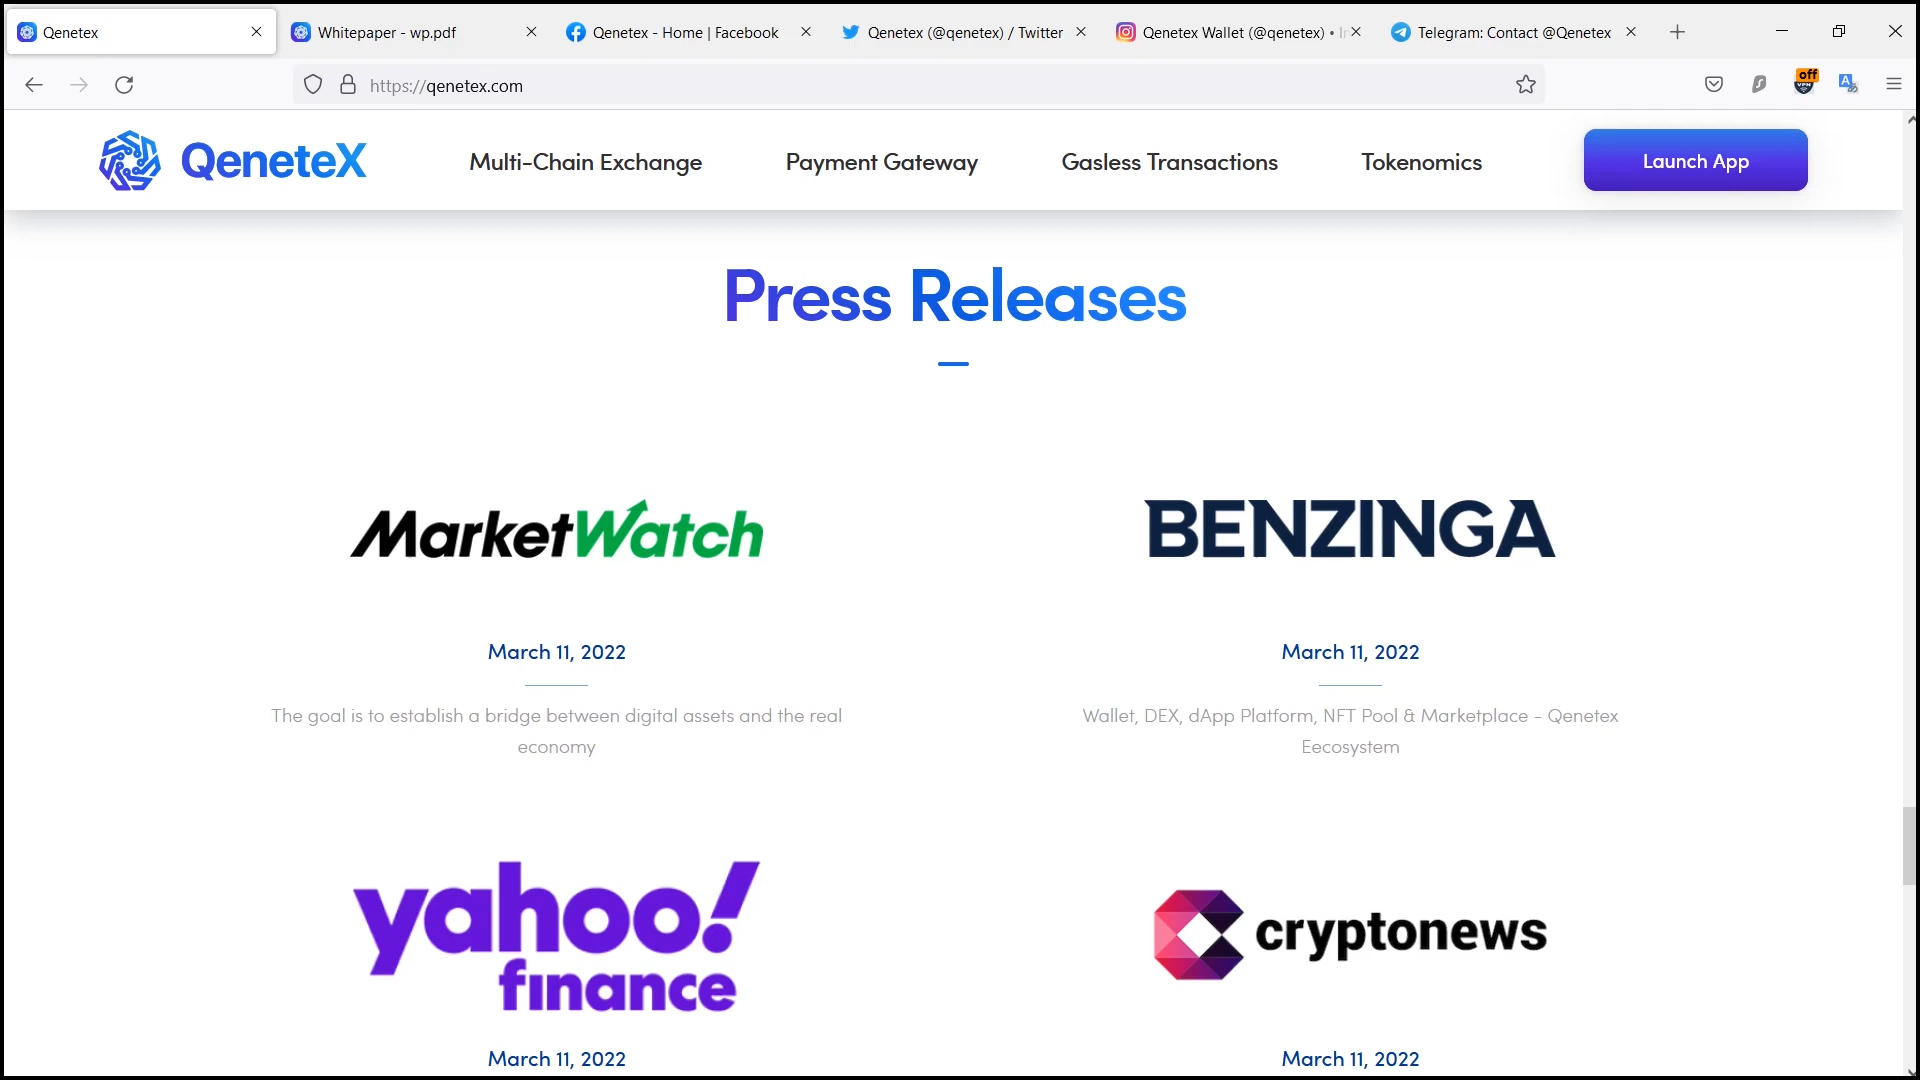 Qenetex
Whitepaper - wp.pdf
Qenetex - Home | Facebook
Qenetex (@qenetex) / Twitter
Qenetex Wallet (@qenetex) •
Telegram: Contact @Qenetex
https://qenetex.com
off
VPN
QeneteX
Multi-Chain Exchange
Payment Gateway
Gasless Transactions
Tokenomics
Launch App
Press Releases
MarketWatch
BENZINGA
March 11, 2022
March 11, 2022
The goal is to establish a bridge between digital assets and the real
economy
Wallet, DEX, dApp Platform, NFT Pool & Marketplace - Qenetex
Eecosystem
yahoo!
finance
cryptonews
March 11, 2022
March 11, 2022